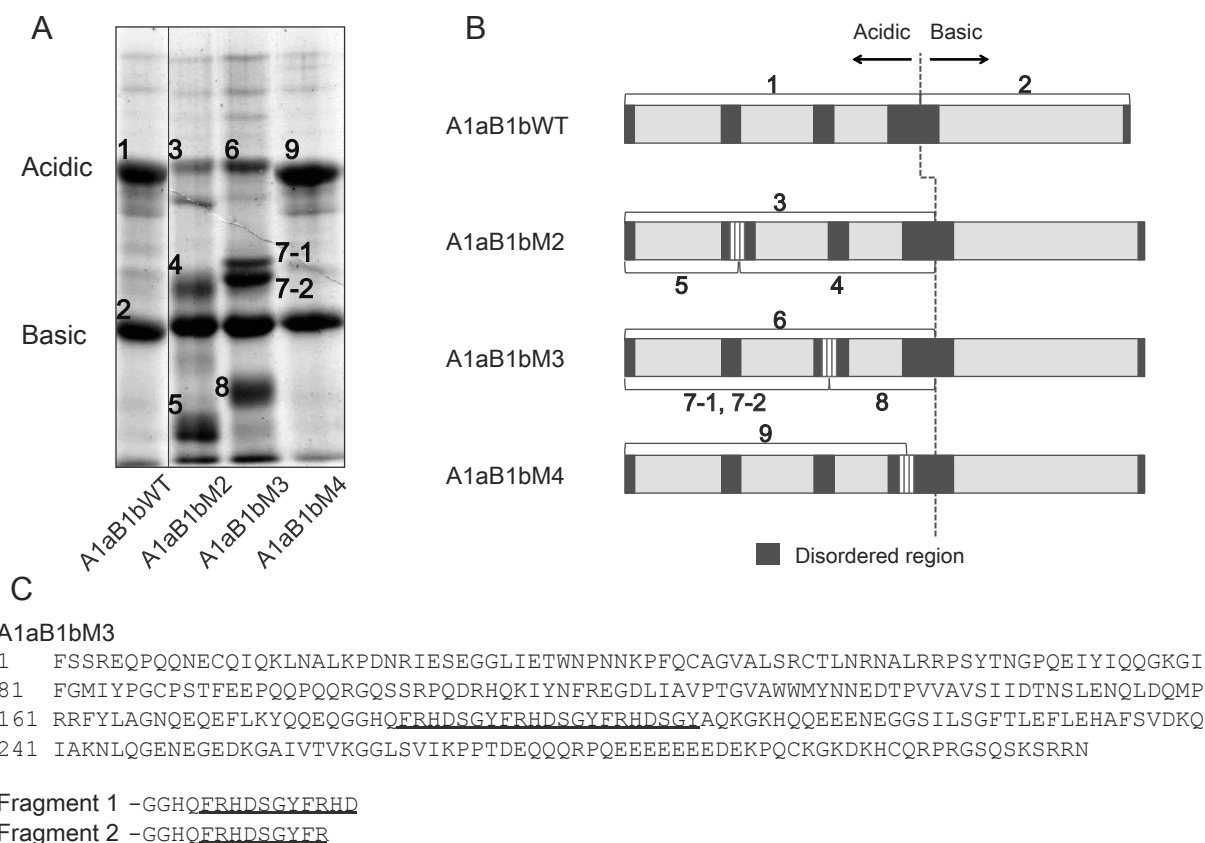 A
B
Acidic Basic
1 2
A1aB1bWT
1 3 6 9
Acidic
3
A1aB1bM2
7-1
4
7-2
5 4
2
6
Basic
A1aB1bM3
8
7-1, 7-2 8
5
9
A1aB1bM4
A1aB1bWT
A1aB1bM2
A1aB1bM3
A1aB1bM4
Disordered region
C
A1aB1bM3
1 FSSREQPQQNECQIQKLNALKPDNRIESEGGLIETWNPNNKPFQCAGVALSRCTLNRNALRRPSYTNGPQEIYIQQGKGI
81 FGMIYPGCPSTFEEPQQPQQRGQSSRPQDRHQKIYNFREGDLIAVPTGVAWWMYNNEDTPVVAVSIIDTNSLENQLDQMP
161 RRFYLAGNQEQEFLKYQQEQGGHQFRHDSGYFRHDSGYFRHDSGYAQKGKHQQEEENEGGSILSGFTLEFLEHAFSVDKQ
241 IAKNLQGENEGEDKGAIVTVKGGLSVIKPPTDEQQQRPQEEEEEEEDEKPQCKGKDKHCQRPRGSQSKSRRN
Fragment 1 -GGHQFRHDSGYFRHD
Fragment 2 -GGHQFRHDSGYFR